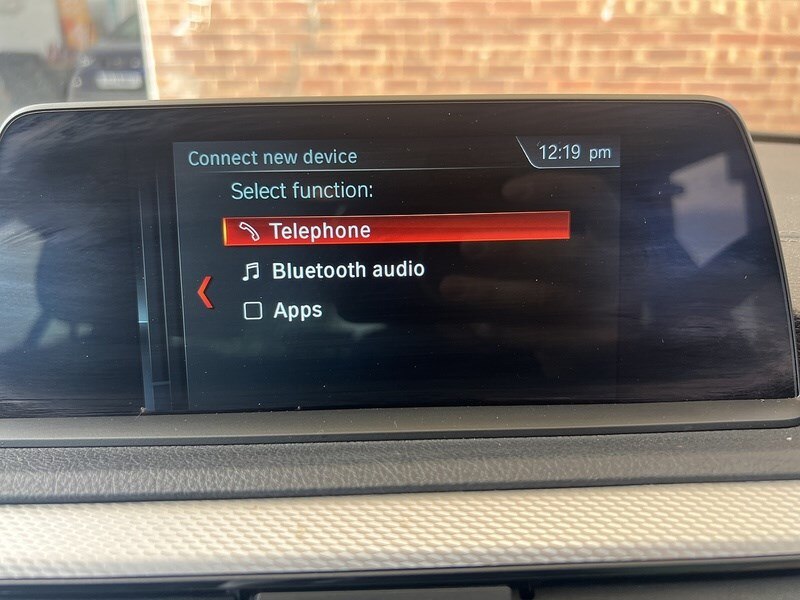 Connect new device
12:19 pm
Select function:
Telephone
Bluetooth audio
Apps